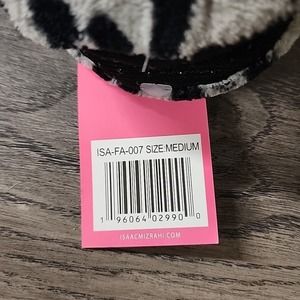 ISA-FA-007 SIZE:MEDIUM
1 96064 02990 0
ISAACMIZRAHI.COM